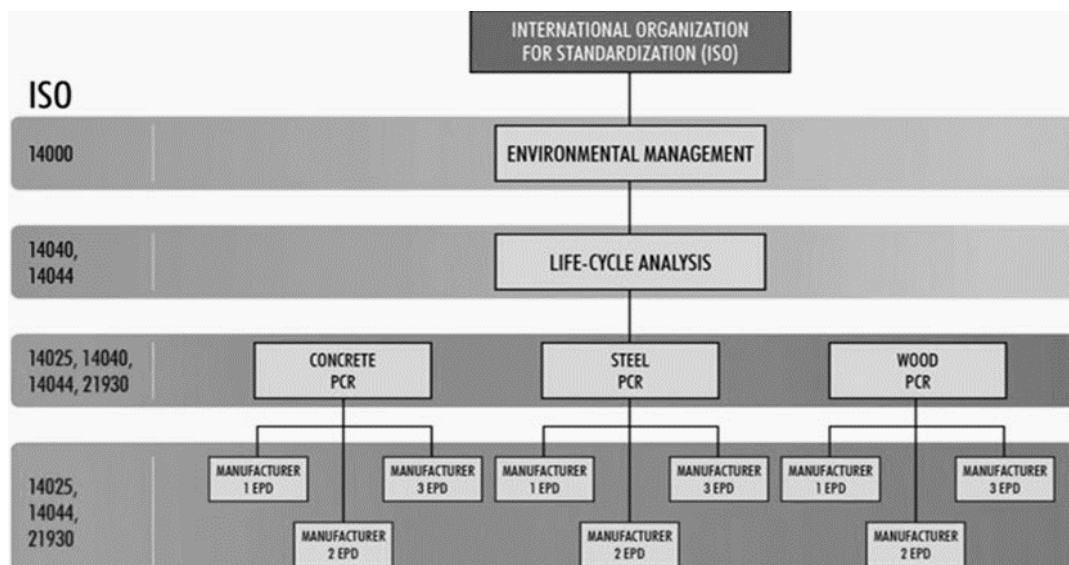 INTERNATIONAL ORGANIZATION
FOR STANDARDIZATION (ISO)
ISO
14000
ENVIRONMENTAL MANAGEMENT
14040,
14044
LIFE-CYCLE ANALYSIS
14025, 14040,
14044, 21930
CONCRETE
PCR
STEEL
PCR
WOOD
PCR
14025,
14044,
21930
MANUFACTURER
1 EPD
MANUFACTURER
3 EPD
MANUFACTURER
1 EPD
MANUFACTURER
3 EPD
MANUFACTURER
1 EPD
MANUFACTURER
3 EPD
MANUFACTURER
2 EPD
MANUFACTURER
2 EPD
MANUFACTURER
2 EPD